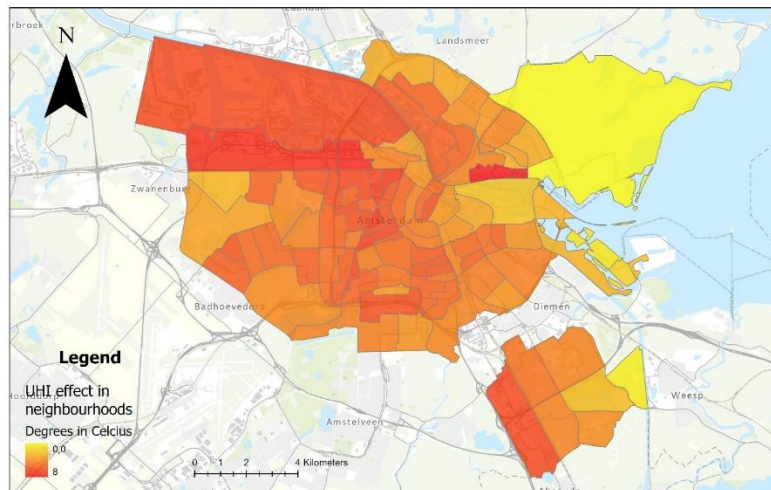 Landsmeer
N
Zwanenburg
Amsterdam
Badhoevedorp
Diemen
Legend
UHI effect in
neighbourhoods
Degrees in Celcius
0,0
8
Weesp
Amstelveen
0 1 2 4 Kilometers